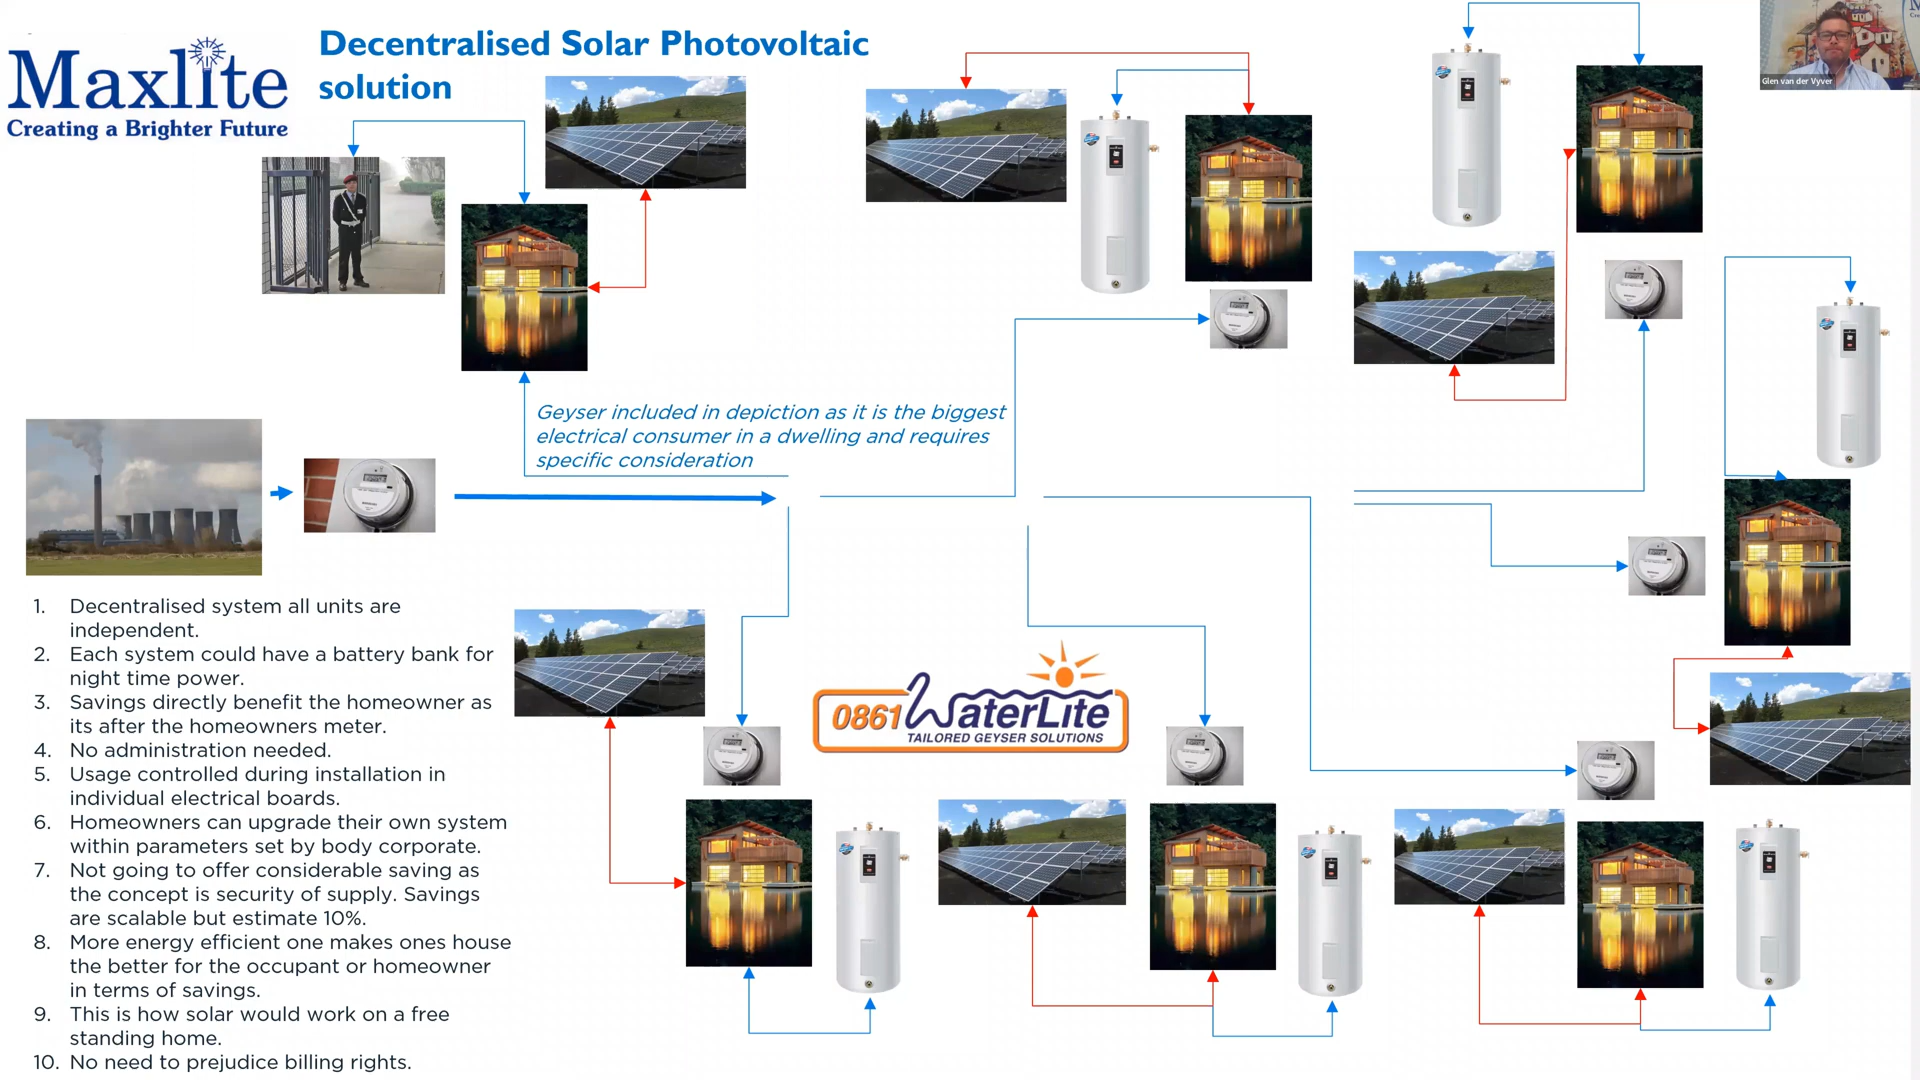 Maxlite
Creating a Brighter Future
Decentralised Solar Photovoltaic
solution
Glen van der Vyver
Geyser included in depiction as it is the biggest
electrical consumer in a dwelling and requires
specific consideration
1. Decentralised system all units are
independent.
2. Each system could have a battery bank for
night time power.
3. Savings directly benefit the homeowner as
its after the homeowners meter.
4. No administration needed.
5. Usage controlled during installation in
individual electrical boards.
6. Homeowners can upgrade their own system
within parameters set by body corporate.
7. Not going to offer considerable saving as
the concept is security of supply. Savings
are scalable but estimate 10%.
8. More energy efficient one makes ones house
the better for the occupant or homeowner
in terms of savings.
9. This is how solar would work on a free
standing home.
10. No need to prejudice billing rights.
0861 WaterLite
TAILORED GEYSER SOLUTIONS